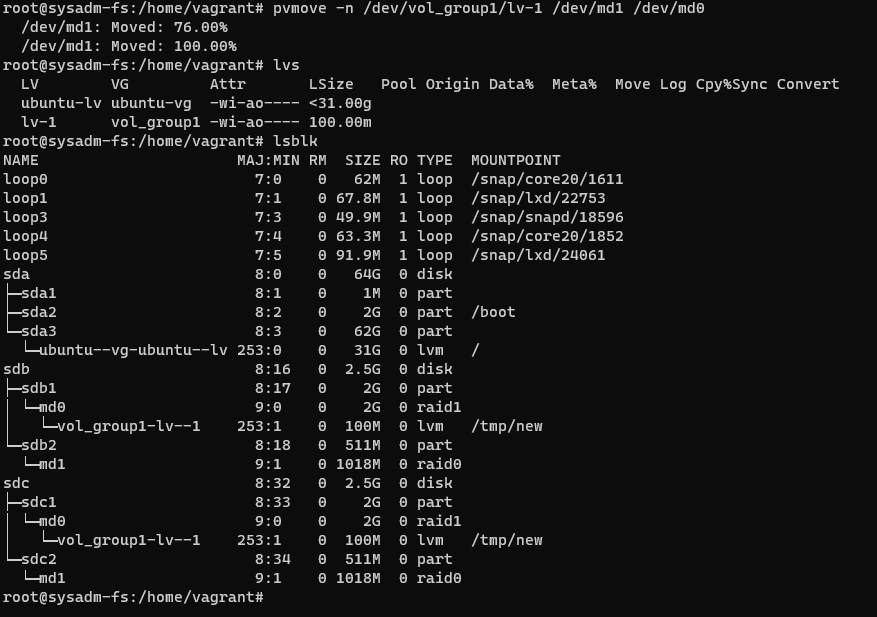 root@sysadm-fs:/home/vagrant# pvmove -n /dev/vol_group1/lv-1 /dev/md1 /dev/md0
  /dev/md1: Moved: 76.00%
  /dev/md1: Moved: 100.00%
root@sysadm-fs:/home/vagrant# lvs
  LV        VG         Attr       LSize   Pool Origin Data%  Meta%  Move Log Cpy%Sync Convert
  ubuntu-lv ubuntu-vg  -wi-ao---- <31.00g
  lv-1      vol_group1 -wi-ao---- 100.00m
root@sysadm-fs:/home/vagrant# lsblk
NAME                      MAJ:MIN RM  SIZE RO TYPE  MOUNTPOINT
loop0                       7:0    0   62M  1 loop  /snap/core20/1611
loop1                       7:1    0 67.8M  1 loop  /snap/lxd/22753
loop3                       7:3    0 49.9M  1 loop  /snap/snapd/18596
loop4                       7:4    0 63.3M  1 loop  /snap/core20/1852
loop5                       7:5    0 91.9M  1 loop  /snap/lxd/24061
sda                         8:0    0   64G  0 disk
├─sda1                      8:1    0    1M  0 part
├─sda2                      8:2    0    2G  0 part  /boot
└─sda3                      8:3    0   62G  0 part
  └─ubuntu--vg-ubuntu--lv 253:0    0   31G  0 lvm   /
sdb                         8:16   0  2.5G  0 disk
├─sdb1                      8:17   0    2G  0 part
│ └─md0                     9:0    0    2G  0 raid1
│   └─vol_group1-lv--1    253:1    0  100M  0 lvm   /tmp/new
└─sdb2                      8:18   0  511M  0 part
  └─md1                     9:1    0 1018M  0 raid0
sdc                         8:32   0  2.5G  0 disk
├─sdc1                      8:33   0    2G  0 part
│ └─md0                     9:0    0    2G  0 raid1
│   └─vol_group1-lv--1    253:1    0  100M  0 lvm   /tmp/new
└─sdc2                      8:34   0  511M  0 part
  └─md1                     9:1    0 1018M  0 raid0
root@sysadm-fs:/home/vagrant#